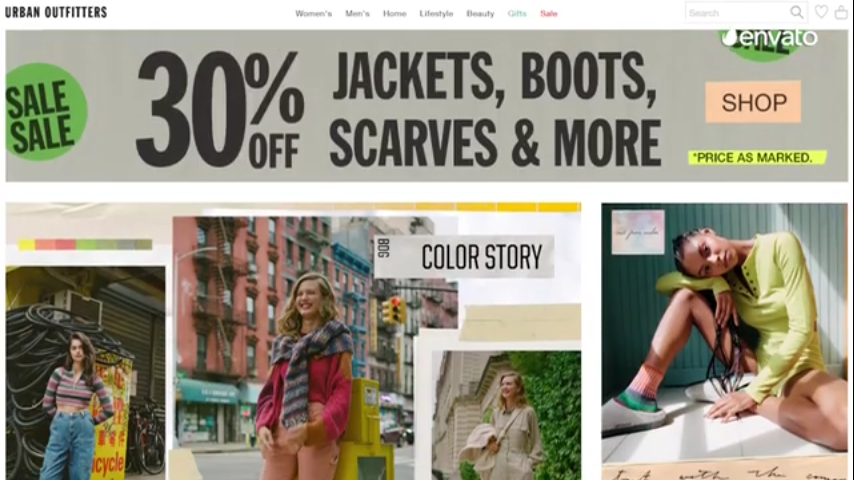 URBAN OUTFITTERS
Women's Men's Home Lifestyle Beauty Gifts Sale
Search
envato
SALE
SALE
SALE
30% OFF
JACKETS, BOOTS,
SCARVES & MORE
SHOP
*PRICE AS MARKED.
BDG
COLOR STORY
cycle